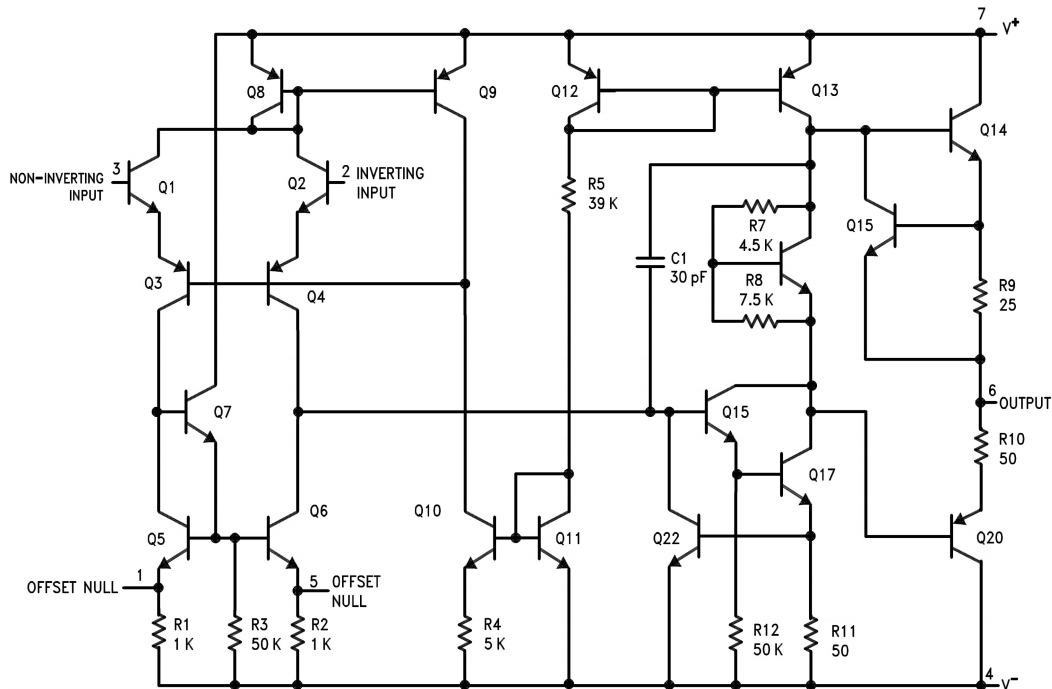 7
V+
Q8
Q9
Q12
Q13
Q14
3
NON-INVERTING
INPUT
Q1
Q2
2 INVERTING
INPUT
R5
39 K
Q15
R7
4.5 K
C1
30 pF
R8
7.5 K
Q3
Q4
R9
25
6
OUTPUT
Q7
Q15
R10
50
Q17
Q5
Q6
Q10
Q11
Q22
Q20
1
OFFSET NULL
5 OFFSET
NULL
R1
1 K
R3
50 K
R2
1 K
R4
5 K
R12
50 K
R11
50
4
V-